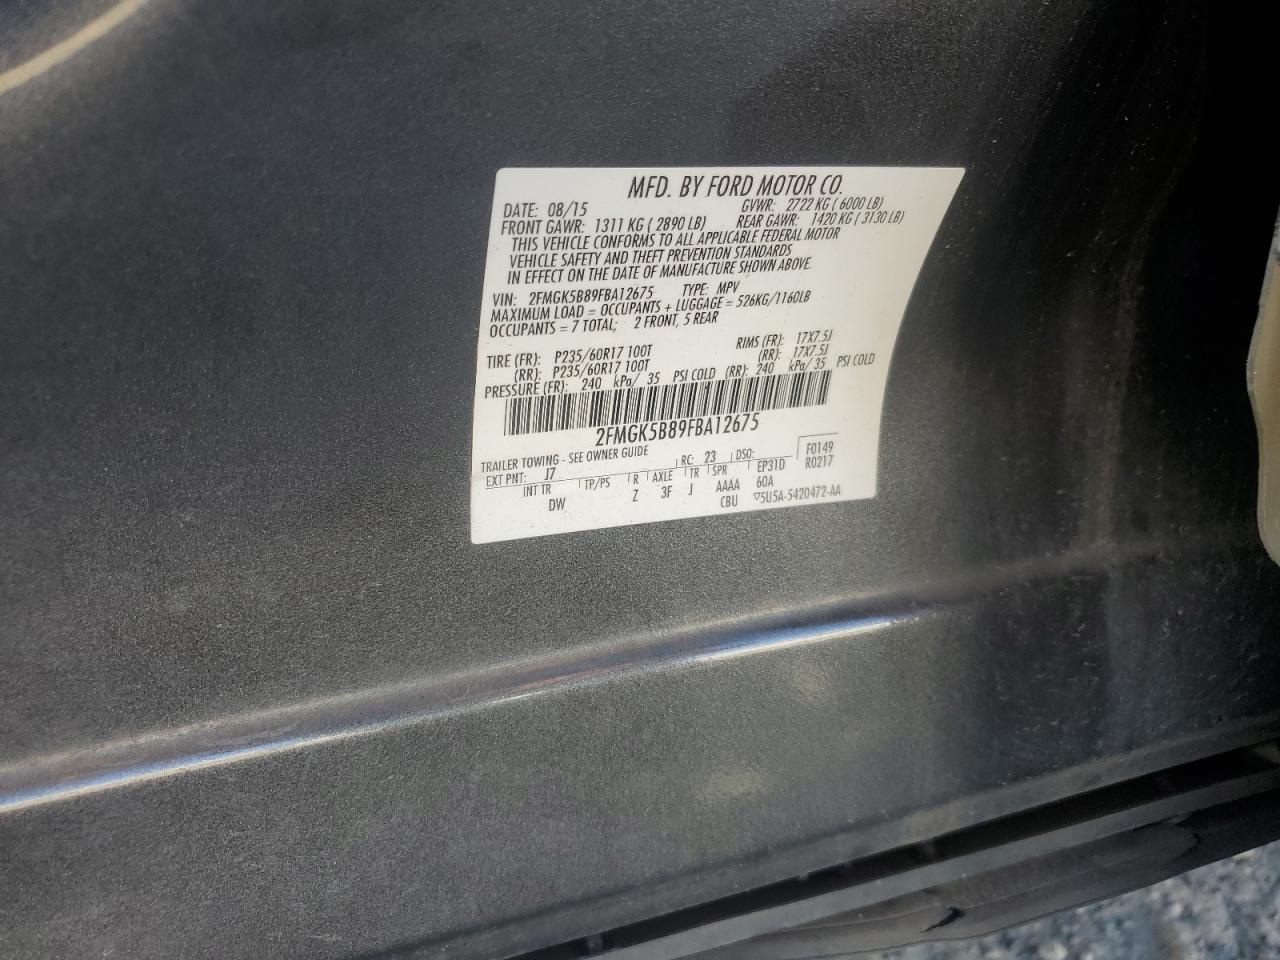 MFD. BY FORD MOTOR CO.
DATE: 08/15 GVWR: 2722 KG ( 6000 LB)
FRONT GAWR: 1311 KG ( 2890 LB) REAR GAWR: 1420 KG ( 3130 LB)
THIS VEHICLE CONFORMS TO ALL APPLICABLE FEDERAL MOTOR
VEHICLE SAFETY AND THEFT PREVENTION STANDARDS
IN EFFECT ON THE DATE OF MANUFACTURE SHOWN ABOVE.
VIN: 2FMGK5B89FBA12675 TYPE: MPV
MAXIMUM LOAD = OCCUPANTS + LUGGAGE = 526KG/1160LB
OCCUPANTS = 7 TOTAL; 2 FRONT, 5 REAR
TIRE (FR): P235/60R17 100T RIMS (FR): 17X7.5J
(RR): P235/60R17 100T (RR): 17X7.5J
PRESSURE (FR): 240 kPa/ 35 PSI COLD (RR): 240 kPa/ 35 PSI COLD
2FMGK5B89FBA12675
TRAILER TOWING - SEE OWNER GUIDE
EXT PNT: J7 RC: 23 DSO: F0149
INT TR TP/PS R AXLE TR SPR EP31D R0217
DW Z 3F J AAAA 60A
CBU ▽5U5A-5420472-AA